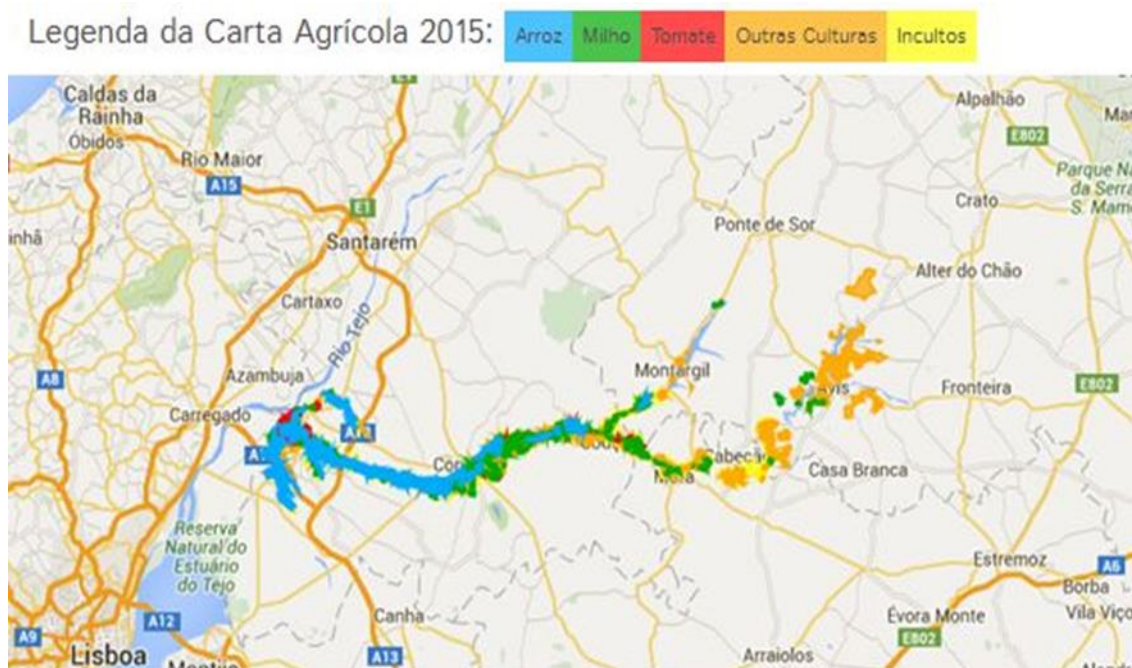 Legenda da Carta Agrícola 2015: Arroz Milho Tomate Outras Culturas Incultos
E1
Caldas da
Rainha
Óbidos
Alpalhão
E802
Rio Maior
A15
Parque Na
da Serra
S. Mam
Crato
E1
Ponte de Sor
nhã
Santarém
Alter do Chão
Cartaxo
Rio Tejo
Montargil
Azambuja
A8
E802
Fronteira
Carregado
Casa Branca
Mora
Reserva
Natural do
Estuário
do Tejo
Estremoz
A6
Borba
Canha
Évora Monte
Vila Viço
A12
E802
A9
Lisboa
A13
Arraiolos